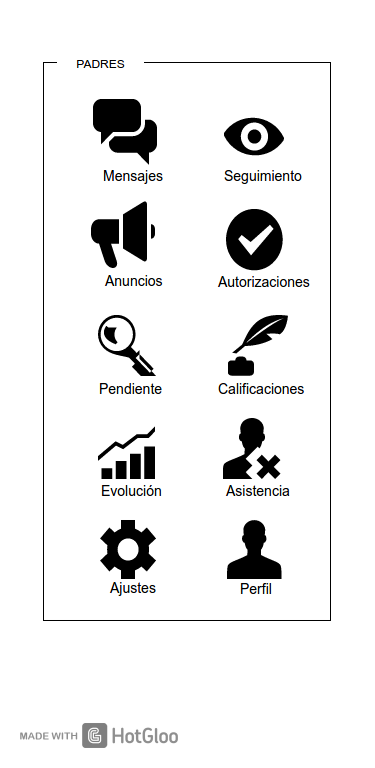 PADRES
Mensajes
Seguimiento
Anuncios
Autorizaciones
Pendiente
Calificaciones
Evolución
Asistencia
Ajustes
Perfil
MADE WITH HotGloo